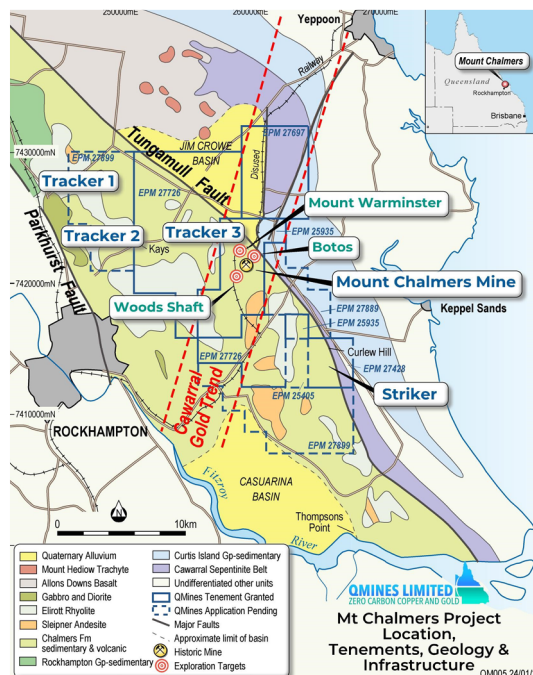 250000mE
260000mE
270000mE
Yeppoon
Railway
Mount Chalmers
Queensland
Rockhampton
Brisbane
EPM 27697
JIM CROWE
BASIN
Disused
7430000mN
EPM 27899
Tungamull Fault
Tracker 1
EPM 27726
Mount Warminster
Tracker 3
EPM 25935
Tracker 2
Kays
Botos
Parkhurst Fault
Mount Chalmers Mine
7420000mN
Woods Shaft
Keppel Sands
EPM 27889
EPM 25935
EPM 27726
Curlew Hill
EPM 27428
Cawarral
Gold Trend
EPM 25405
Striker
7410000mN
ROCKHAMPTON
EPM 27899
Fitzroy
CASUARINA
BASIN
N
Thompsons
Point
River
0
10km
Quaternary Alluvium
Mount Hediow Trachyte
Allons Downs Basalt
Gabbro and Diorite
Elirott Rhyolite
Sleipner Andesite
Chalmers Fm
sedimentary & volcanic
Rockhampton Gp-sedimentary
Curtis Island Gp-sedimentary
Cawarral Sepentinite Belt
Undifferentiated other units
QMines Tenement Granted
QMines Application Pending
Major Faults
Approximate limit of basin
Historic Mine
Exploration Targets
QMINES LIMITED
ZERO CARBON COPPER AND GOLD
Mt Chalmers Project
Location,
Tenements, Geology &
Infrastructure